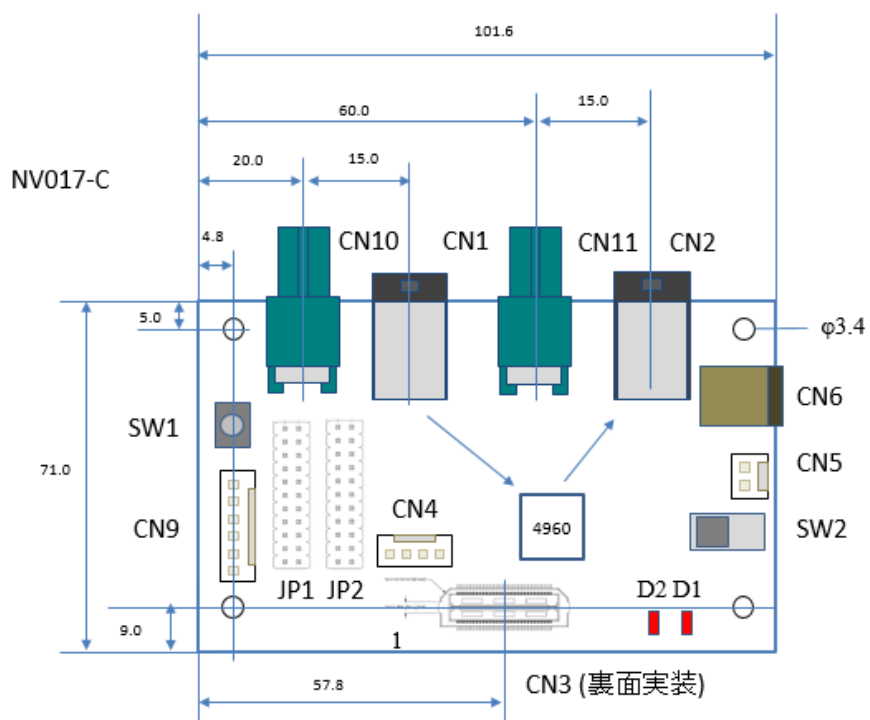 101.6
60.0
15.0
20.0
15.0
NV017-C
4.8
CN10
CN1
CN11
CN2
5.0
φ3.4
CN6
SW1
71.0
CN5
CN4
CN9
4960
SW2
JP1
JP2
D2
D1
9.0
1
57.8
CN3 (裏面実装)